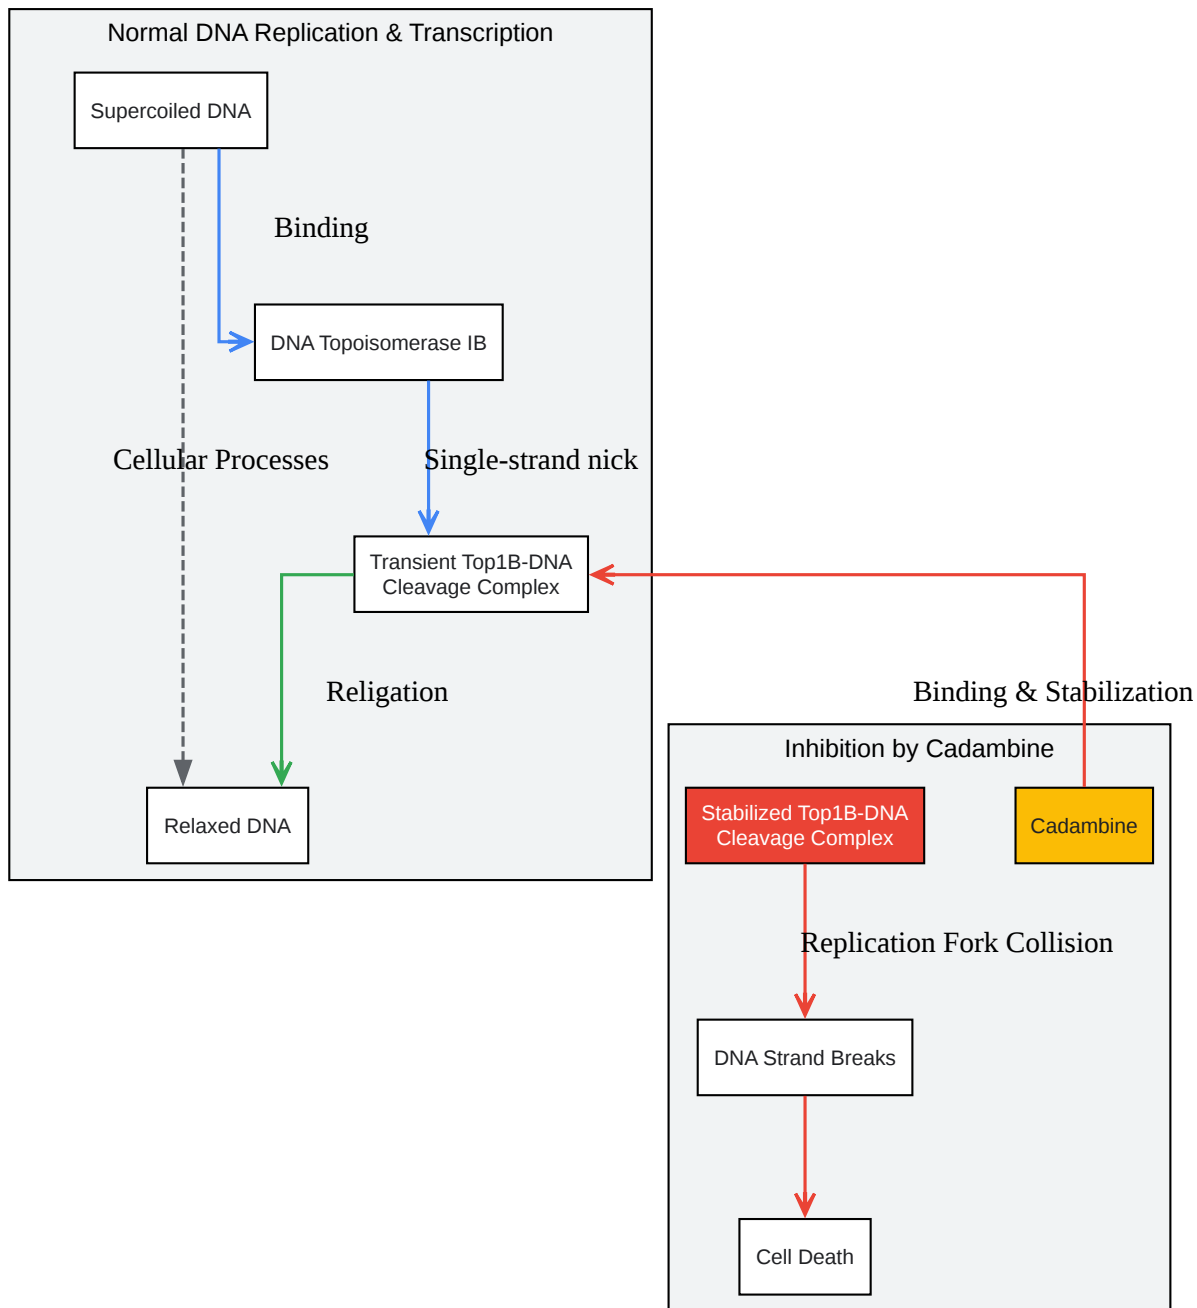 Normal DNA Replication & Transcription
Supercoiled DNA
Binding
DNA Topoisomerase IB
Cellular Processes
Single-strand nick
Transient Top1B-DNA
Cleavage Complex
Religation
Binding & Stabilization
Relaxed DNA
Inhibition by Cadambine
Stabilized Top1B-DNA
Cleavage Complex
Cadambine
Replication Fork Collision
DNA Strand Breaks
Cell Death